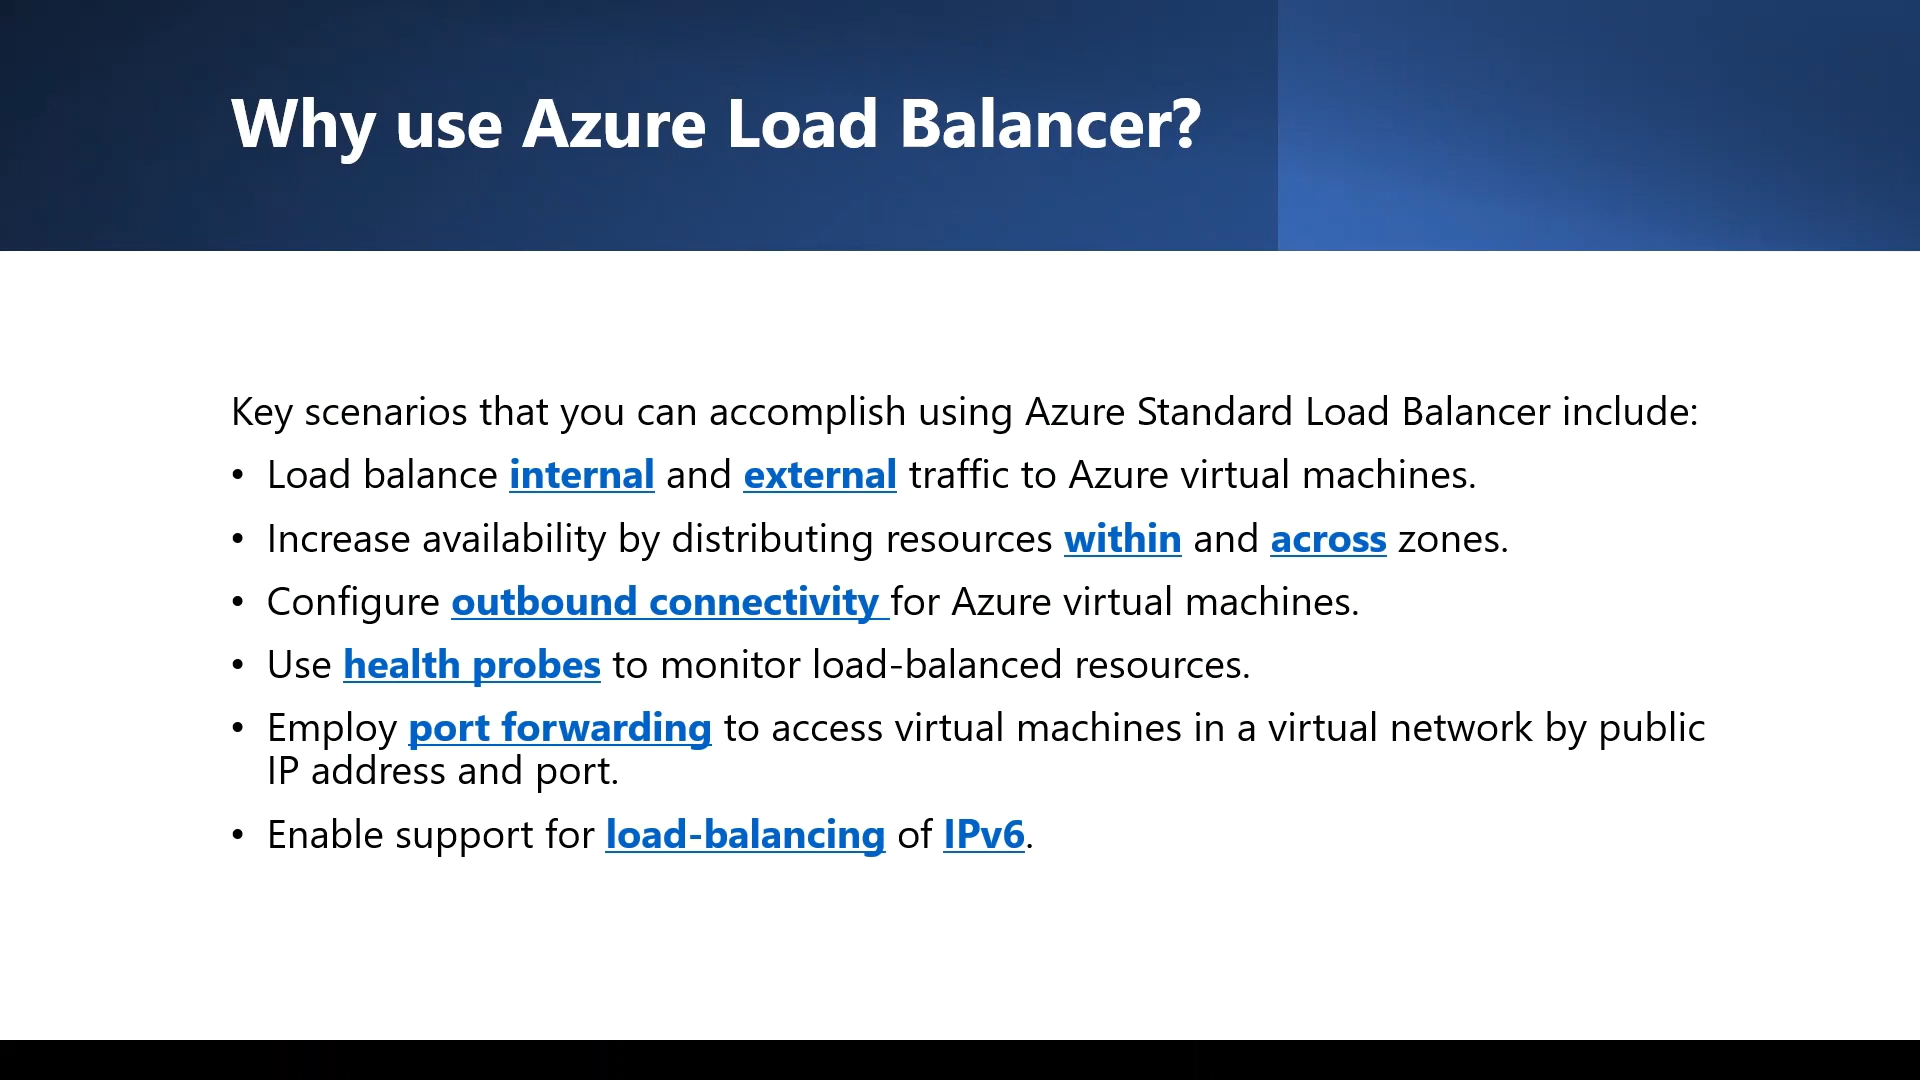 Why use Azure Load Balancer?
Key scenarios that you can accomplish using Azure Standard Load Balancer include:
• Load balance internal and external traffic to Azure virtual machines.
• Increase availability by distributing resources within and across zones.
• Configure outbound connectivity for Azure virtual machines.
• Use health probes to monitor load-balanced resources.
• Employ port forwarding to access virtual machines in a virtual network by public
IP address and port.
• Enable support for load-balancing of IPv6.